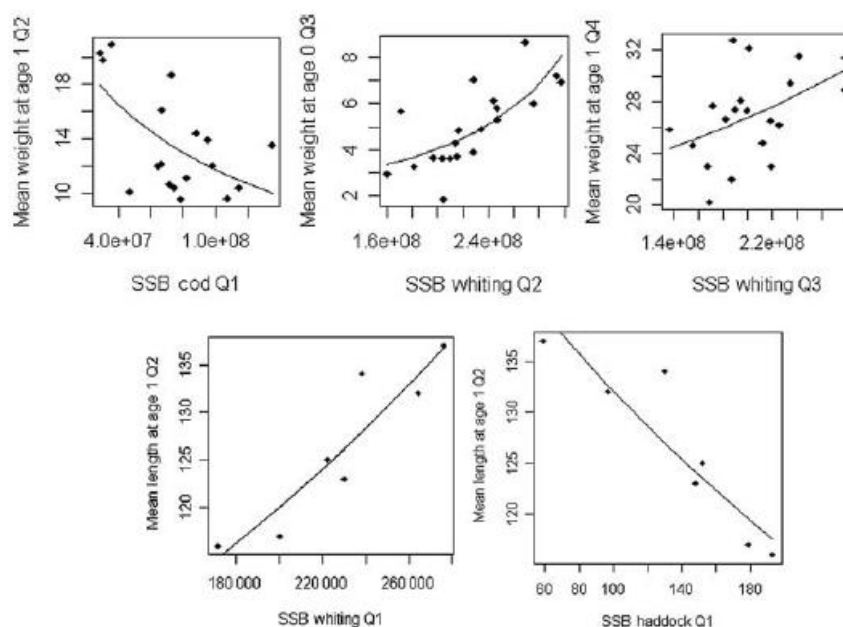 Mean weight at age 1 Q2
10 14 18
4.0e+07 1.0e+08
SSB cod Q1
Mean weight at age 0 Q3
2 4 6 8
1.6e+08 2.4e+08
SSB whiting Q2
Mean weight at age 1 Q4
20 24 28 32
1.4e+08 2.2e+08
SSB whiting Q3
Mean length at age 1 Q2
120 125 130 135
180 000 220 000 260 000
SSB whiting Q1
Mean length at age 1 Q2
120 125 130 135
60 80 100 140 180
SSB haddock Q1